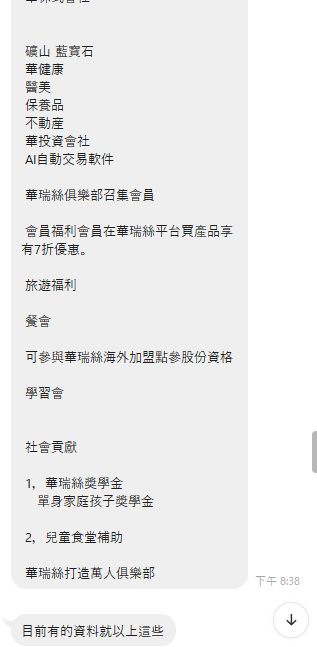 礦山 藍寶石
華健康
醫美
保養品
不動産
華投資會社
AI自動交易軟件
華瑞絲俱樂部召集會員
會員福利會員在華瑞絲平台買產品享
有7折優惠。
旅遊福利
餐會
可參與華瑞絲海外加盟點參股份資格
學習會
社會貢獻
1，華瑞絲獎學金
單身家庭孩子獎學金
2，兒童食堂補助
華瑞絲打造萬人俱樂部
下午 8:38
目前有的資料就以上這些